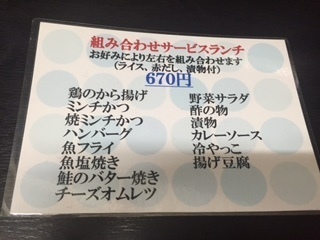 組み合わせサービスランチ
お好みにより左右を組み合わせます
(ライス、赤だし、漬物付)
670円
鶏のから揚げ
ミンチかつ
焼ミンチかつ
ハンバーグ
魚フライ
魚塩焼き
鮭のバター焼き
チーズオムレツ
野菜サラダ
酢の物
漬物
カレーソース
冷やっこ
揚げ豆腐